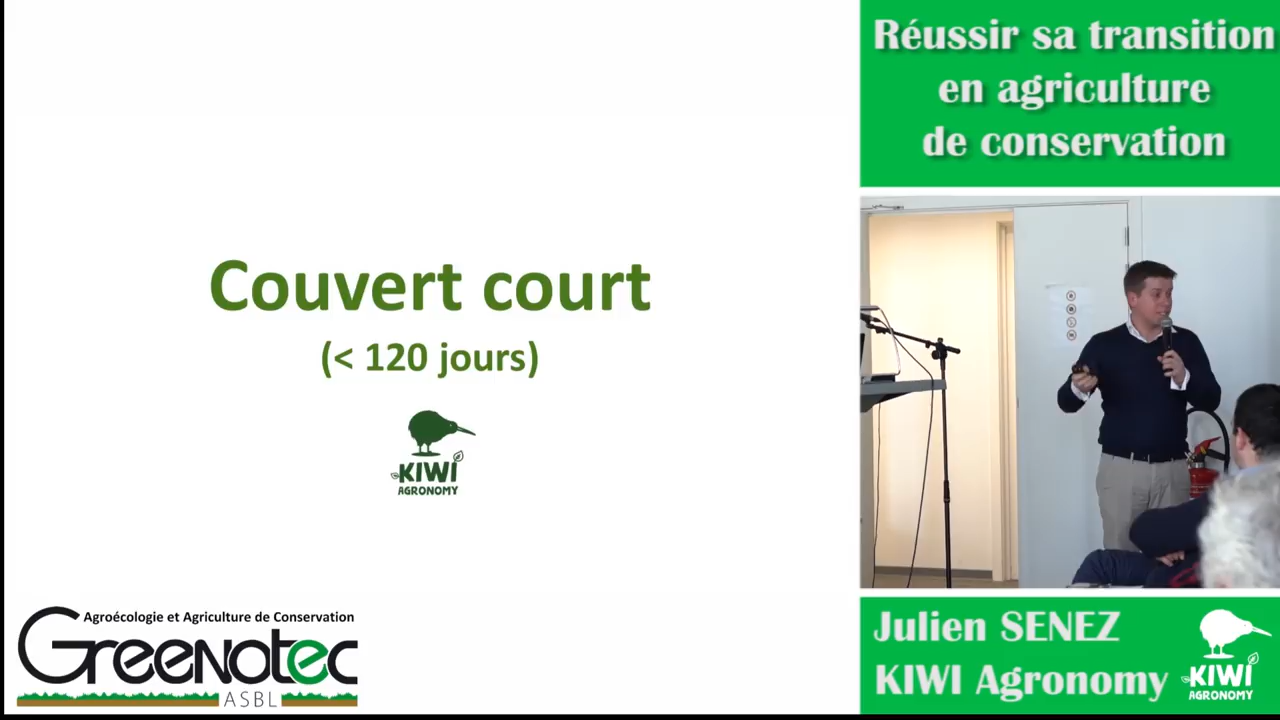 Réussir sa transition
en agriculture
de conservation
Couvert court
(< 120 jours)
KIWI
AGRONOMY
Agroécologie et Agriculture de Conservation
Greenotec
ASBL
Julien SENEZ
KIWI Agronomy
KIWI
AGRONOMY